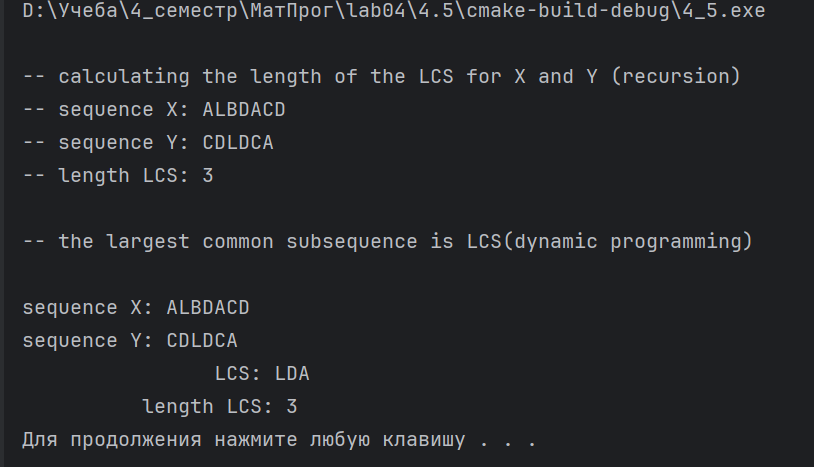 D:\Учеба\4_семестр\МатПрог\lab04\4.5\cmake-build-debug\4_5.exe
-- calculating the length of the LCS for X and Y (recursion)
-- sequence X: ALBDACD
-- sequence Y: CDLDCA
-- length LCS: 3
-- the largest common subsequence is LCS(dynamic programming)
sequence X: ALBDACD
sequence Y: CDLDCA
LCS: LDA
length LCS: 3
Для продолжения нажмите любую клавишу . . .